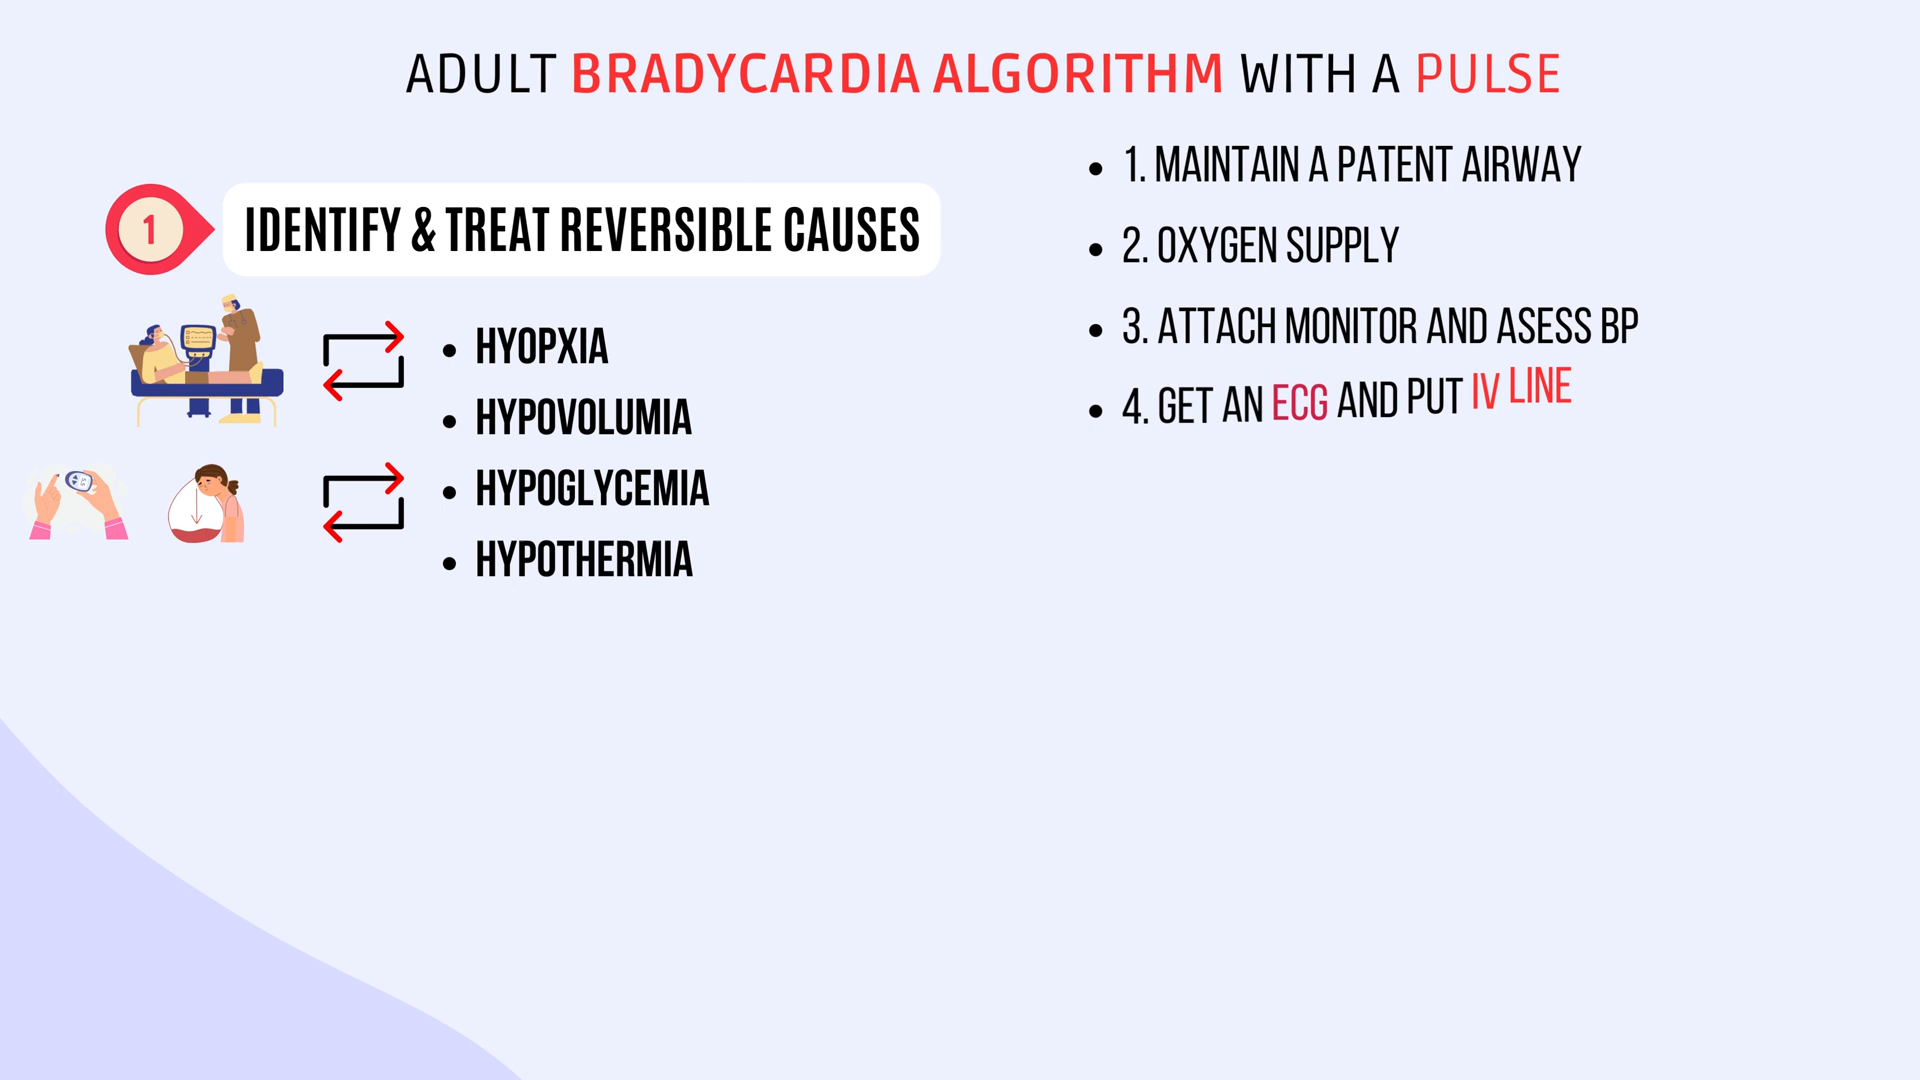 ADULT BRADYCARDIA ALGORITHM WITH A PULSE
1
IDENTIFY & TREAT REVERSIBLE CAUSES
• HYOPXIA
• HYPOVOLUMIA
• HYPOGLYCEMIA
• HYPOTHERMIA
• 1. MAINTAIN A PATENT AIRWAY
• 2. OXYGEN SUPPLY
• 3. ATTACH MONITOR AND ASESS BP
• 4. GET AN ECG AND PUT IV LINE